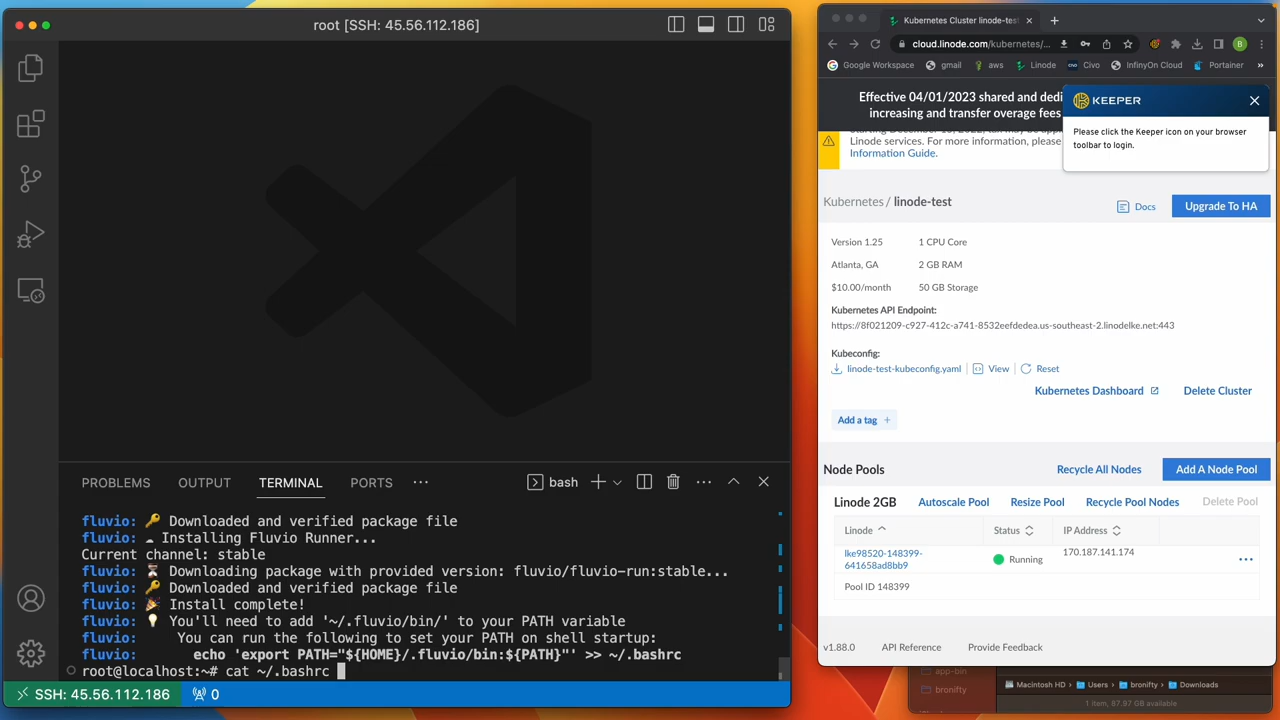 root [SSH: 45.56.112.186]
PROBLEMS OUTPUT TERMINAL PORTS ··· bash
fluvio: 🔑 Downloaded and verified package file
fluvio: ☁ Installing Fluvio Runner...
Current channel: stable
fluvio: ⏳ Downloading package with provided version: fluvio/fluvio-run:stable...
fluvio: 🔑 Downloaded and verified package file
fluvio: 🎉 Install complete!
fluvio: 💡 You'll need to add '~/.fluvio/bin/' to your PATH variable
fluvio: You can run the following to set your PATH on shell startup:
fluvio: echo 'export PATH="${HOME}/.fluvio/bin:${PATH}"' >> ~/.bashrc
root@localhost:~# cat ~/.bashrc
SSH: 45.56.112.186 0
Kubernetes Cluster linode-test
cloud.linode.com/kubernetes/...
B
Google Workspace gmail aws Linode Civo InfinyOn Cloud Portainer »
Effective 04/01/2023 shared and dedi
increasing and transfer overage fees
KEEPER
Please click the Keeper icon on your browser
toolbar to login.
Linode services. For more information, please
Information Guide.
Kubernetes / linode-test
Docs
Upgrade To HA
Version 1.25 1 CPU Core
Atlanta, GA 2 GB RAM
$10.00/month 50 GB Storage
Kubernetes API Endpoint:
https://8f021209-c927-412c-a741-8532eefdedea.us-southeast-2.linodelke.net:443
Kubeconfig:
linode-test-kubeconfig.yaml View Reset
Kubernetes Dashboard Delete Cluster
Add a tag +
Node Pools Recycle All Nodes Add A Node Pool
Linode 2GB Autoscale Pool Resize Pool Recycle Pool Nodes Delete Pool
Linode Status IP Address
lke98520-148399-
641658ad8bb9
Running 170.187.141.174
Pool ID 148399
v1.88.0 API Reference Provide Feedback
app-bin
bronifty
Macintosh HD › Users › bronifty › Downloads
1 item, 87.97 GB available